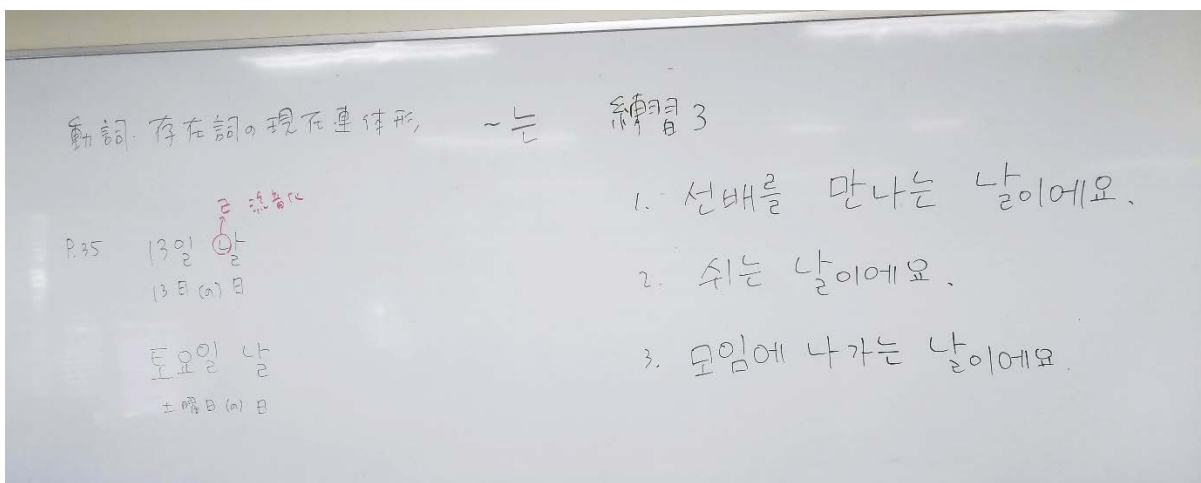 動詞・存在詞の現在連体形 ~는
ㄹ 流音化
P.35 13일 날
13日(の)日
토요일 날
土曜日(の)日
練習3
1. 선배를 만나는 날이에요.
2. 쉬는 날이에요.
3. 모임에 나가는 날이에요.